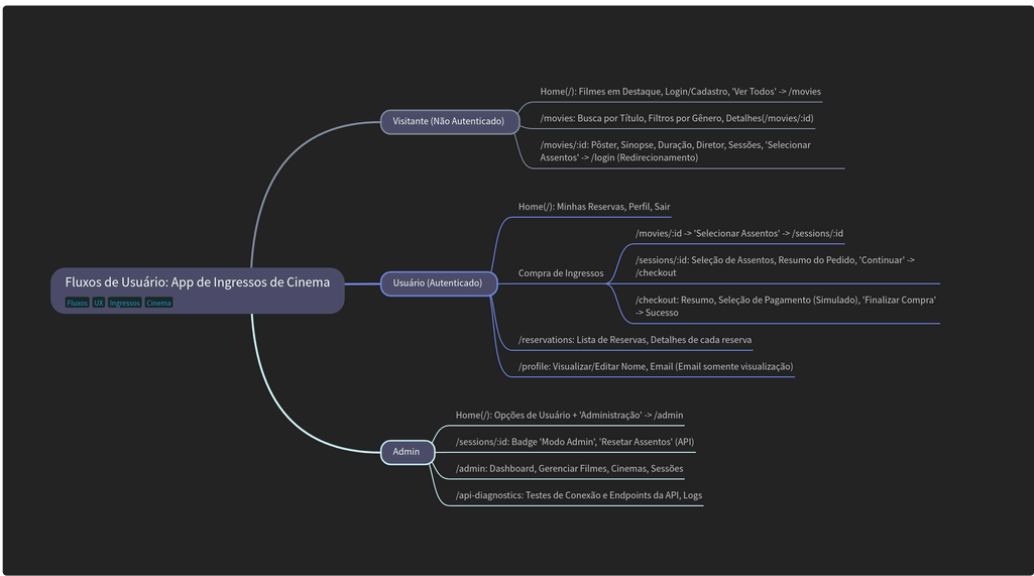 Home(/): Filmes em Destaque, Login/Cadastro, 'Ver Todos' -> /movies
Visitante (Não Autenticado)
/movies: Busca por Título, Filtros por Gênero, Detalhes(/movies/:id)
/movies/:id: Pôster, Sinopse, Duração, Diretor, Sessões, 'Selecionar
Assentos' -> /login (Redirecionamento)
Home(/): Minhas Reservas, Perfil, Sair
/movies/:id -> 'Selecionar Assentos' -> /sessions/:id
Fluxos de Usuário: App de Ingressos de Cinema
Fluxos UX Ingressos Cinema
Usuário (Autenticado)
Compra de Ingressos
/sessions/:id: Seleção de Assentos, Resumo do Pedido, 'Continuar' ->
/checkout
/checkout: Resumo, Seleção de Pagamento (Simulado), 'Finalizar Compra'
-> Sucesso
/reservations: Lista de Reservas, Detalhes de cada reserva
/profile: Visualizar/Editar Nome, Email (Email somente visualização)
Home(/): Opções de Usuário + 'Administração' -> /admin
Admin
/sessions/:id: Badge 'Modo Admin', 'Resetar Assentos' (API)
/admin: Dashboard, Gerenciar Filmes, Cinemas, Sessões
/api-diagnostics: Testes de Conexão e Endpoints da API, Logs